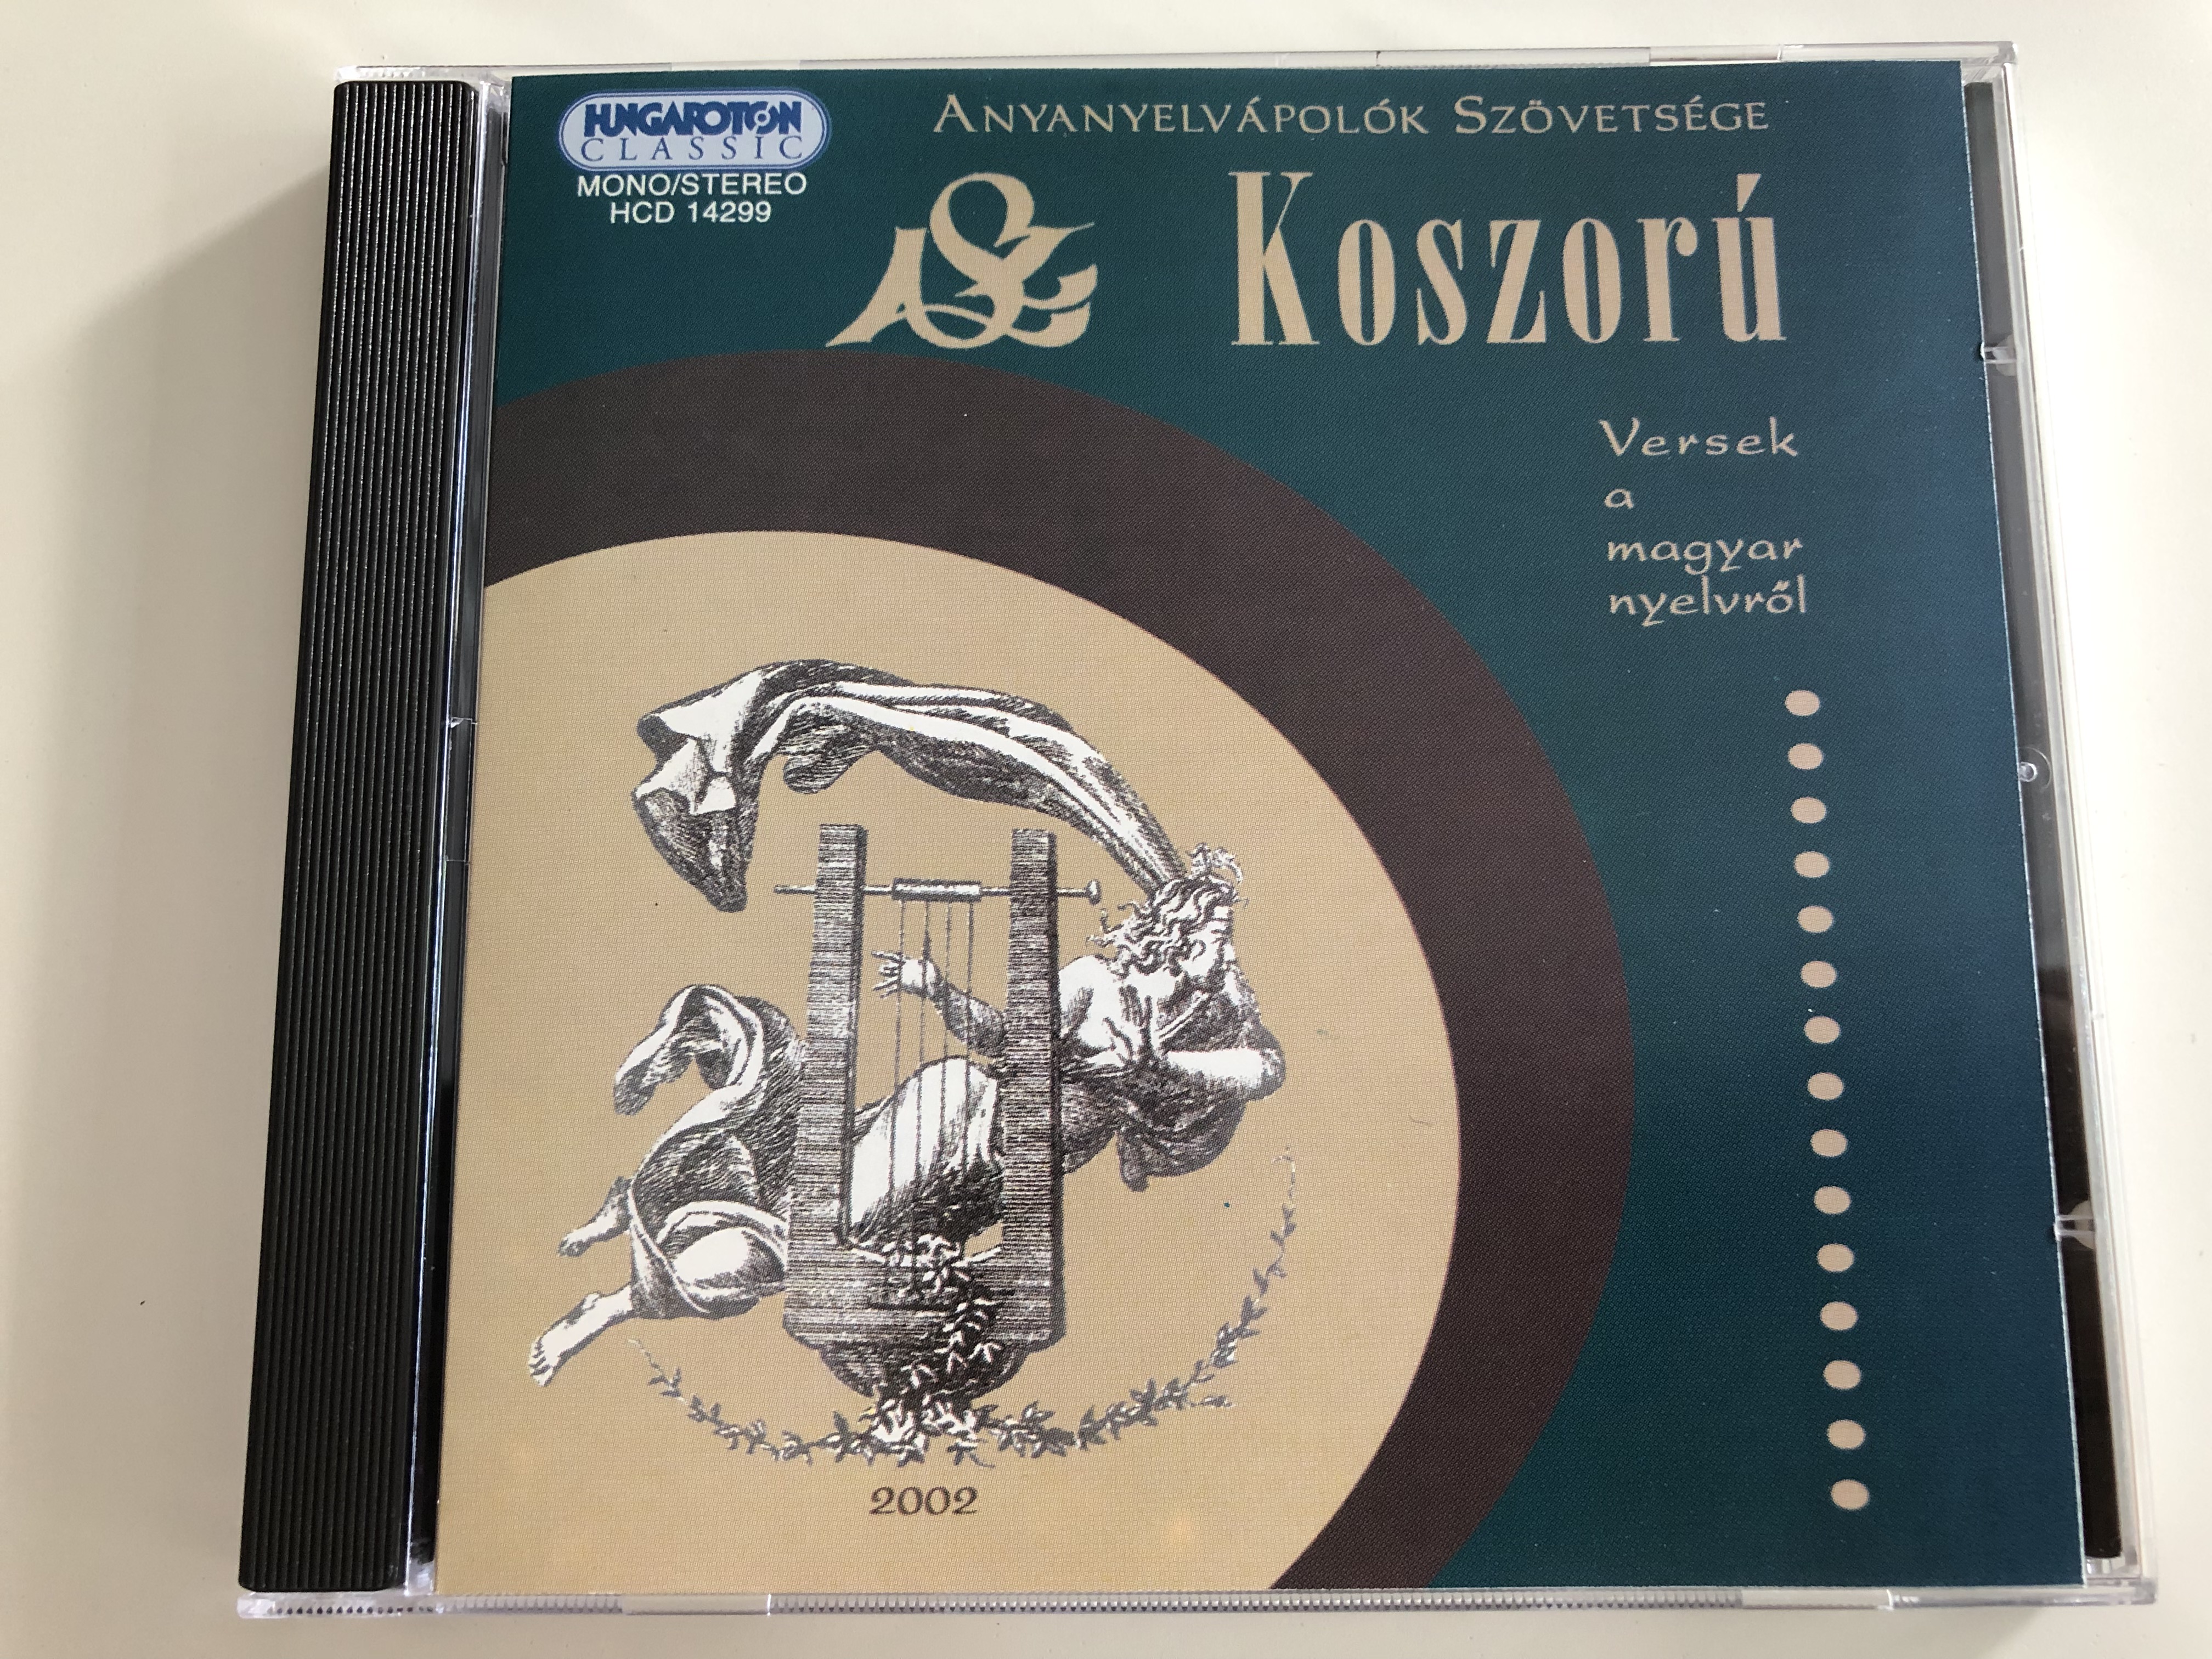 HUNGAROTON
CLASSIC
MONO/STEREO
HCD 14299
ANYANYELVÁPOLÓK SZÖVETSÉGE
ASZ
Koszorú
Versek
a
magyar
nyelvről
2002